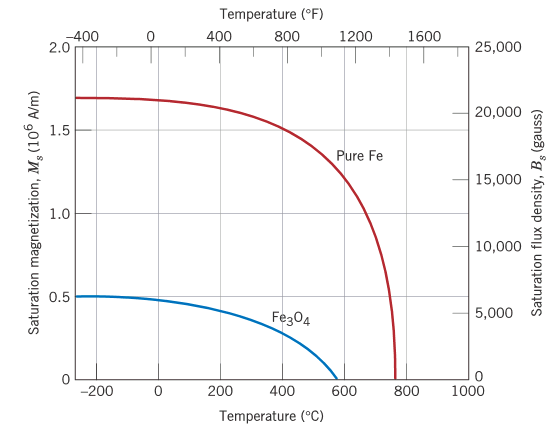 Temperature (°F)
−400 0 400 800 1200 1600
2.0 25,000
20,000
1.5
Pure Fe
15,000
1.0
10,000
0.5
Fe3O4
5,000
0 0
−200 0 200 400 600 800 1000
Temperature (°C)
Saturation magnetization, Ms (10^6 A/m)
Saturation flux density, Bs (gauss)